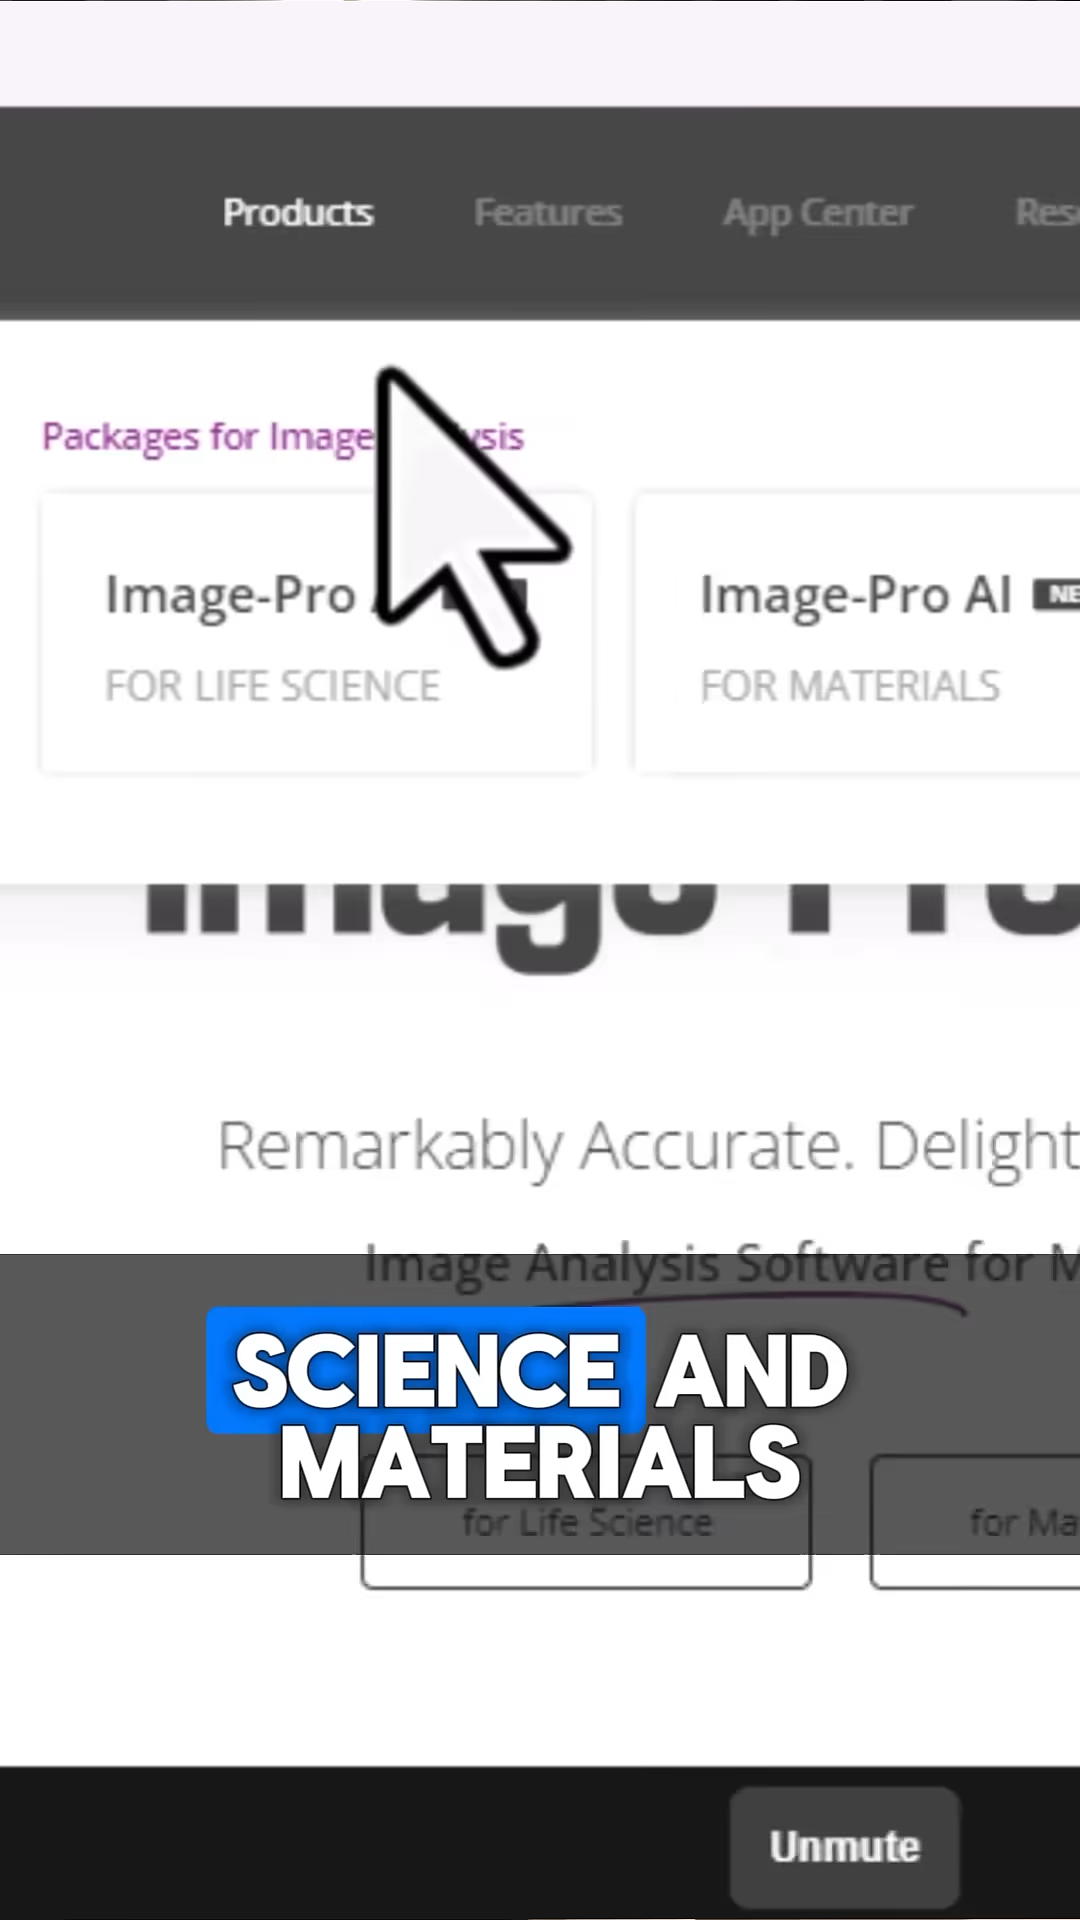 Products Features App Center
Packages for Image
Image-Pro Image-Pro AI
FOR LIFE SCIENCE FOR MATERIALS
Remarkably Accurate.
Image Analysis Software for
SCIENCE AND
MATERIALS
for Life Science for
Unmute